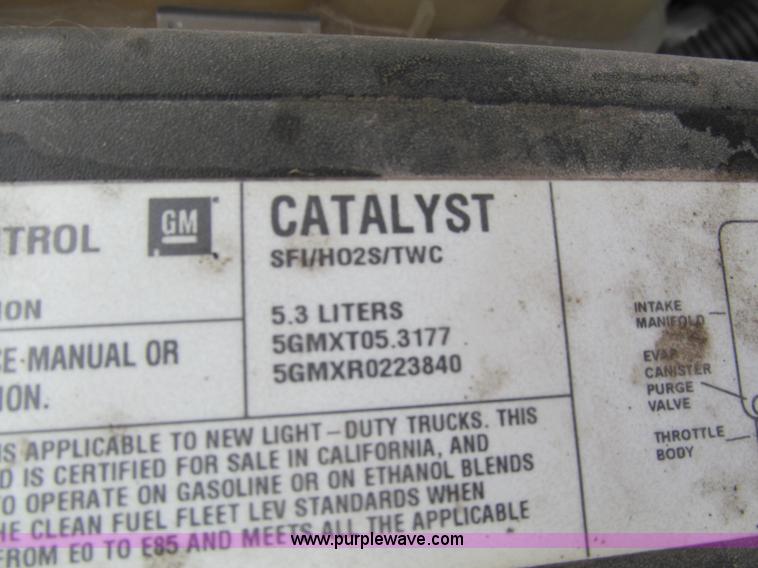 TROL
GM
ION
CE MANUAL OR
ION.
CATALYST
SFI/HO2S/TWC
5.3 LITERS
5GMXT05.3177
5GMXR0223840
IS APPLICABLE TO NEW LIGHT-DUTY TRUCKS. THIS
D IS CERTIFIED FOR SALE IN CALIFORNIA, AND
TO OPERATE ON GASOLINE OR ON ETHANOL BLENDS
HE CLEAN FUEL FLEET LEV STANDARDS WHEN
FROM E0 TO E85 AND MEETS ALL THE APPLICABLE
INTAKE
MANIFOLD
EVAP
CANISTER
PURGE
VALVE
THROTTLE
BODY
www.purplewave.com